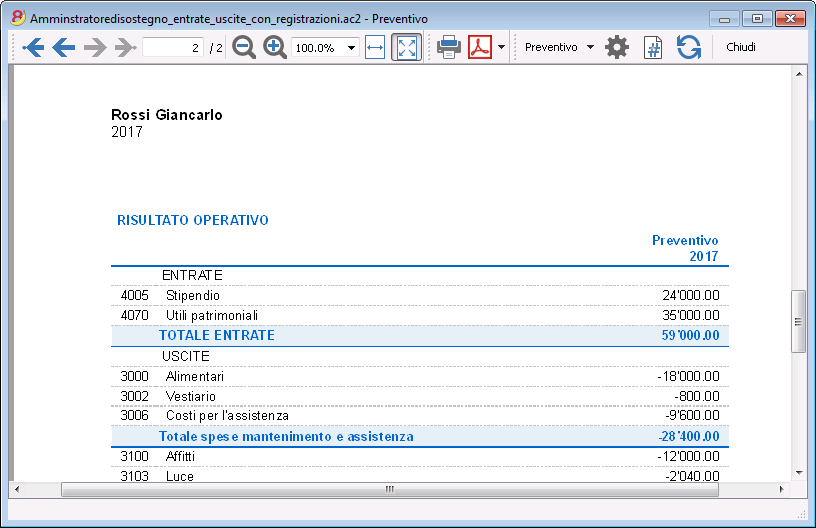 Amminstratoredisostegno_entrate_uscite_con_registrazioni.ac2 - Preventivo
2 / 2 100.0% Preventivo # Chiudi
Rossi Giancarlo
2017
RISULTATO OPERATIVO
Preventivo
2017
ENTRATE
4005 Stipendio 24'000.00
4070 Utili patrimoniali 35'000.00
TOTALE ENTRATE 59'000.00
USCITE
3000 Alimentari -18'000.00
3002 Vestiario -800.00
3006 Costi per l'assistenza -9'600.00
Totale spese mantenimento e assistenza -28'400.00
3100 Affitti -12'000.00
3103 Luce -2'040.00